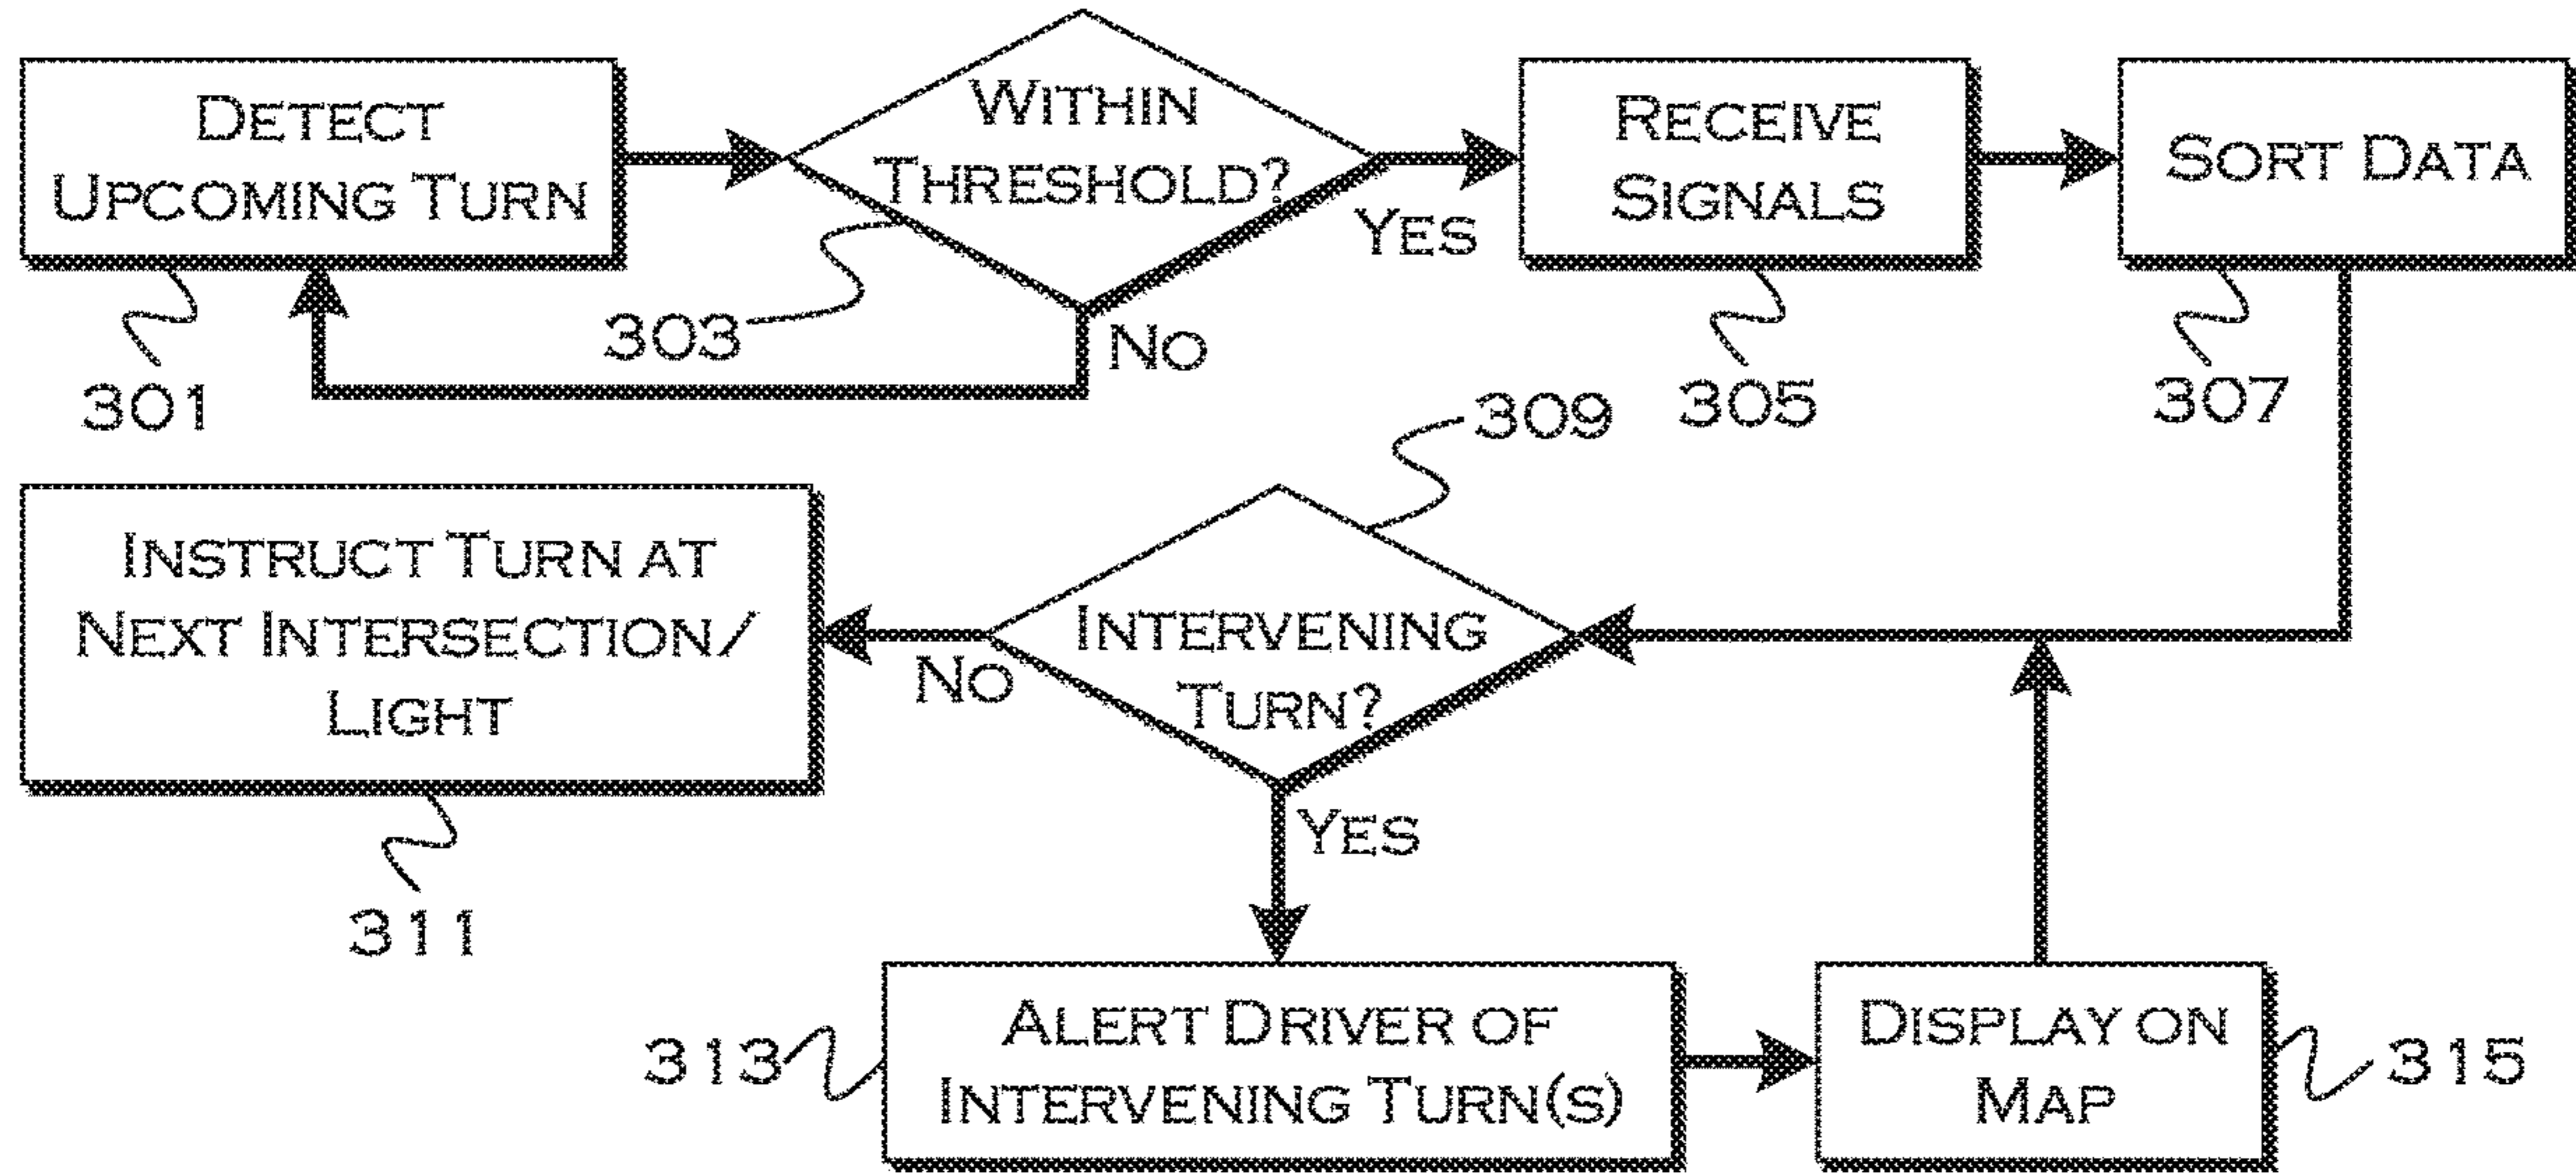 DETECT
UPCOMING TURN
WITHIN
THRESHOLD?
YES
NO
RECEIVE
SIGNALS
SORT DATA
301
303
305
307
309
INSTRUCT TURN AT
NEXT INTERSECTION/
LIGHT
NO
INTERVENING
TURN?
YES
311
313
ALERT DRIVER OF
INTERVENING TURN(S)
DISPLAY ON
MAP
315